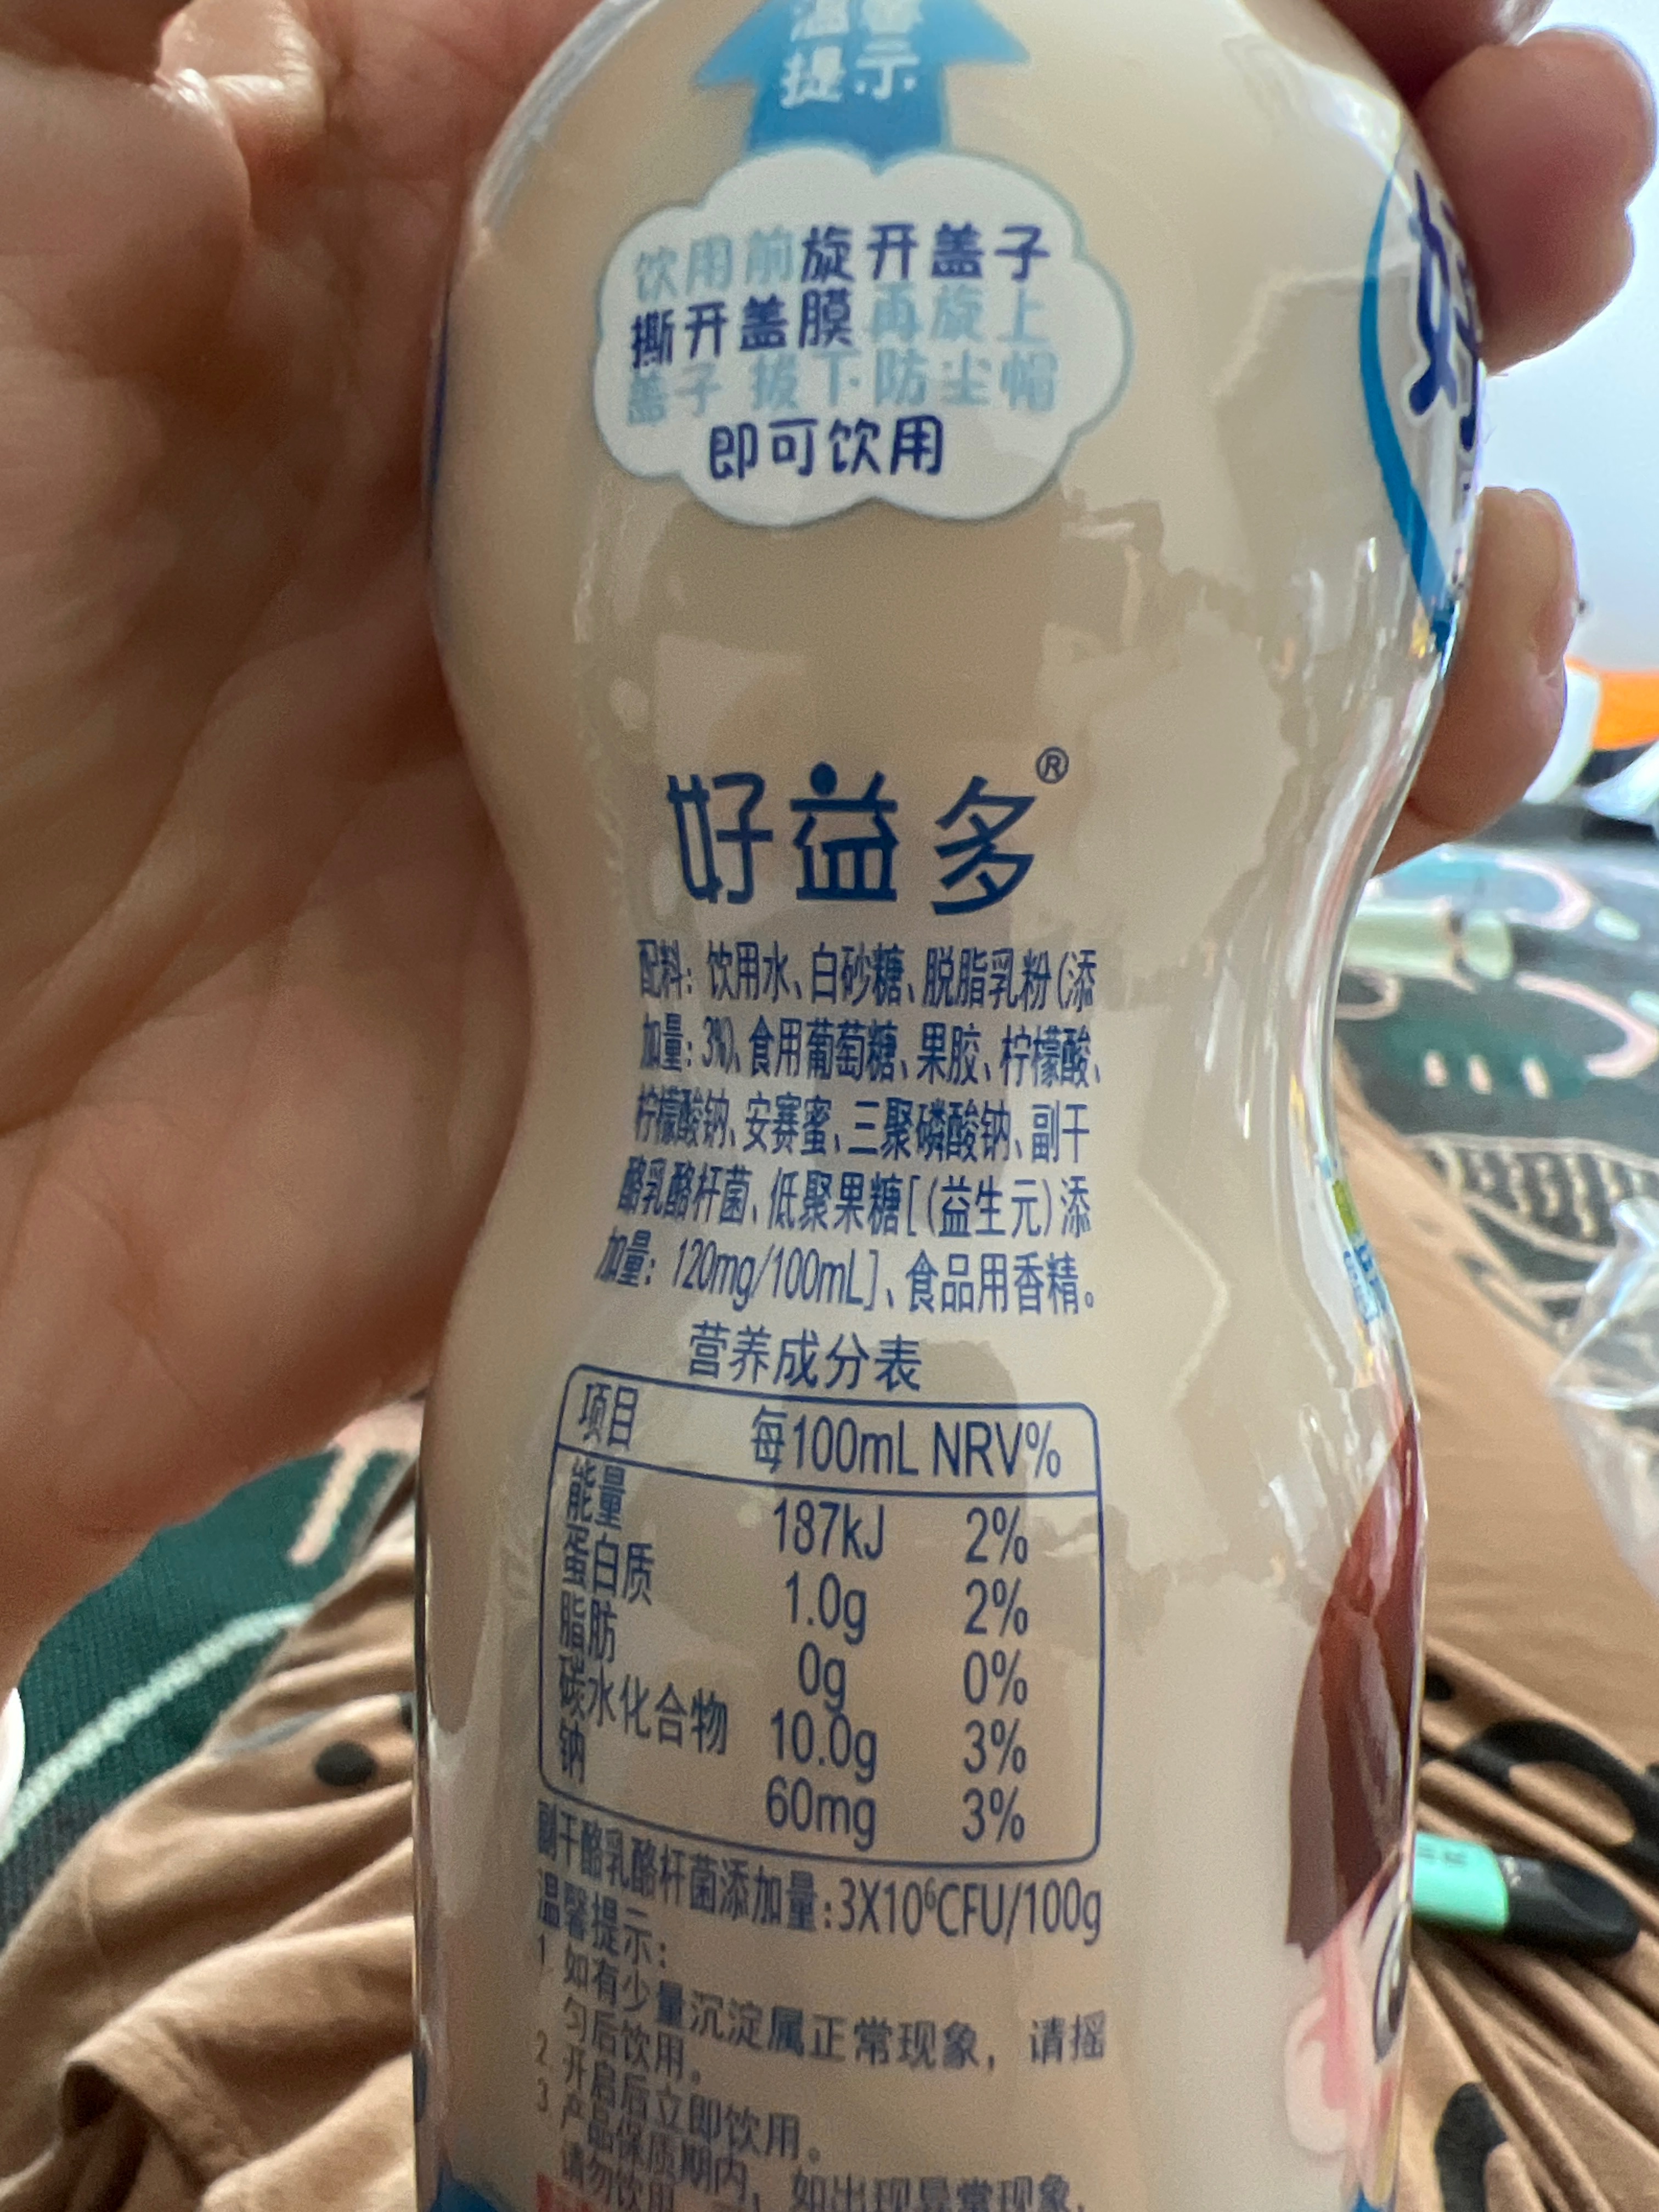 温馨
提示
饮用前旋开盖子
撕开盖膜再旋上
盖子 拔下防尘帽
即可饮用
好
好益多®
配料：饮用水、白砂糖、脱脂乳粉(添
加量：3%)、食用葡萄糖、果胶、柠檬酸、
柠檬酸钠、安赛蜜、三聚磷酸钠、副干
酪乳酪杆菌、低聚果糖[(益生元)添
加量：120mg/100mL]、食品用香精。
营养成分表
项目 每100mL NRV%
能量 187kJ 2%
蛋白质 1.0g 2%
脂肪 0g 0%
碳水化合物 10.0g 3%
钠 60mg 3%
副干酪乳酪杆菌添加量：3X10⁶CFU/100g
温馨提示：
1 如有少量沉淀属正常现象，请摇
匀后饮用。
2 开启后立即饮用。
3 产品保质期内，如出现异常现象，
请勿饮用